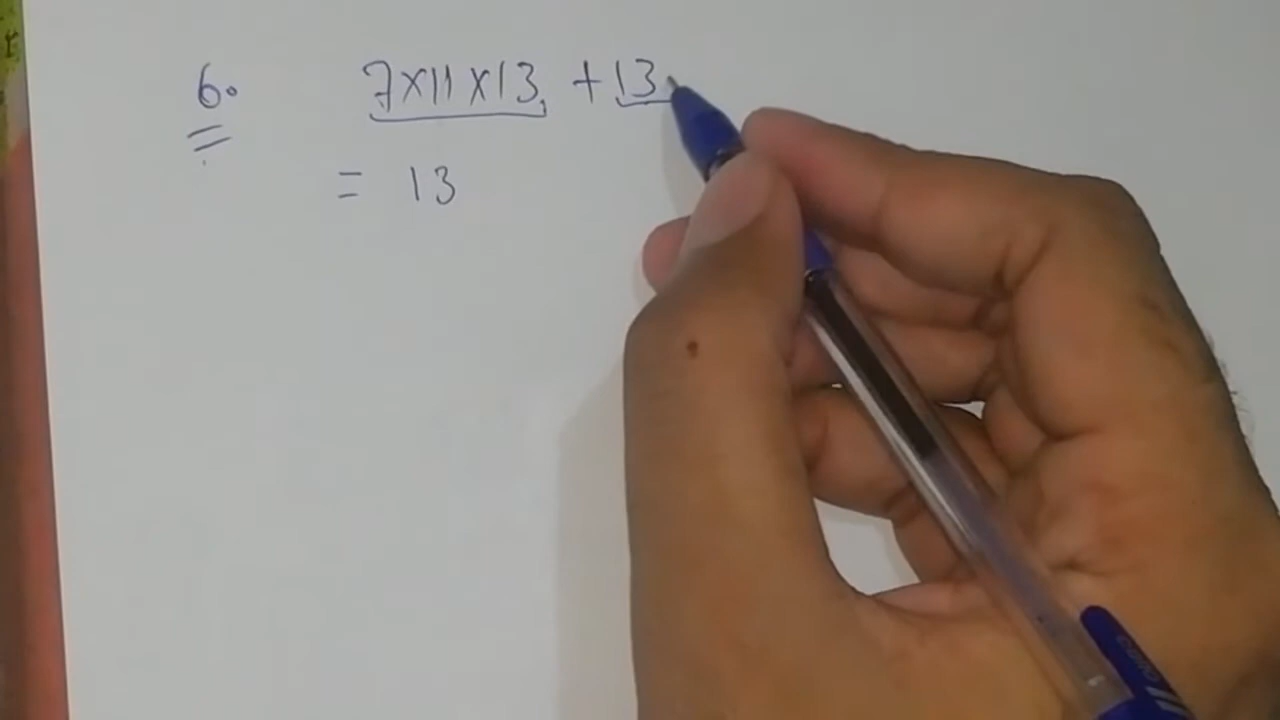 6. 7×11×13 + 13
= 13